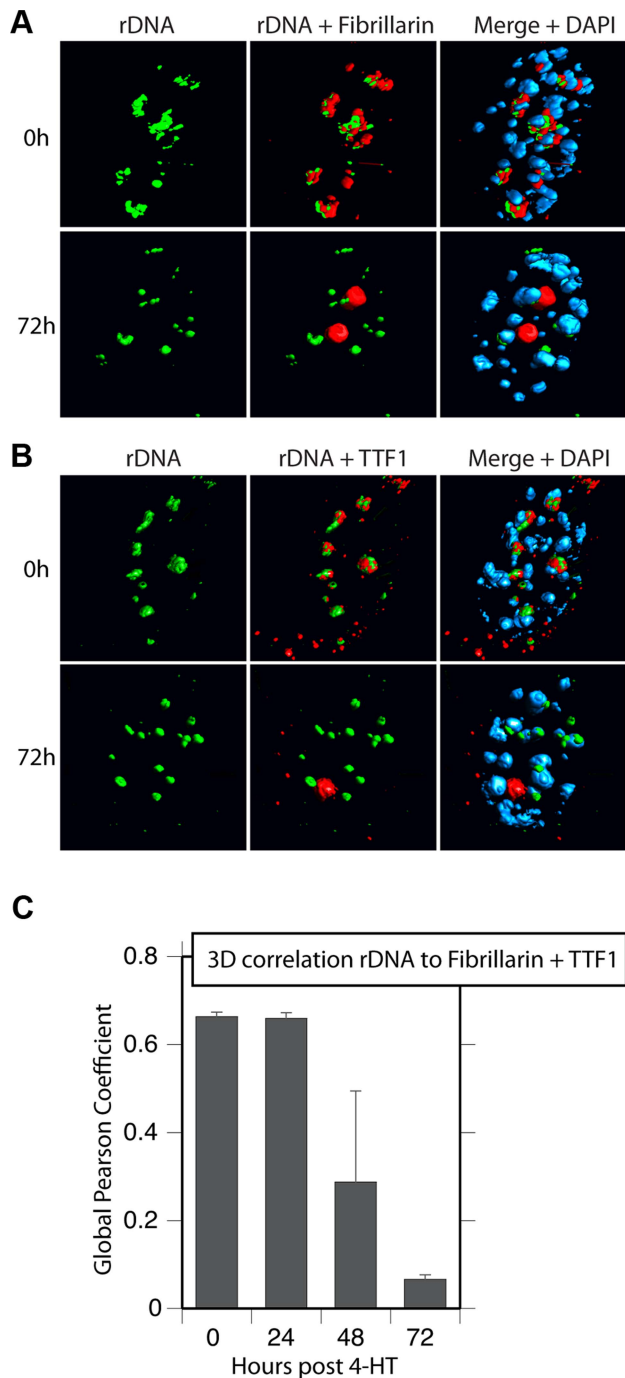 A
rDNA
rDNA + Fibrillarin
Merge + DAPI
0h
72h
B
rDNA
rDNA + TTF1
Merge + DAPI
0h
72h
C
3D correlation rDNA to Fibrillarin + TTF1
Global Pearson Coefficient
0.8
0.6
0.4
0.2
0
0 24 48 72
Hours post 4-HT